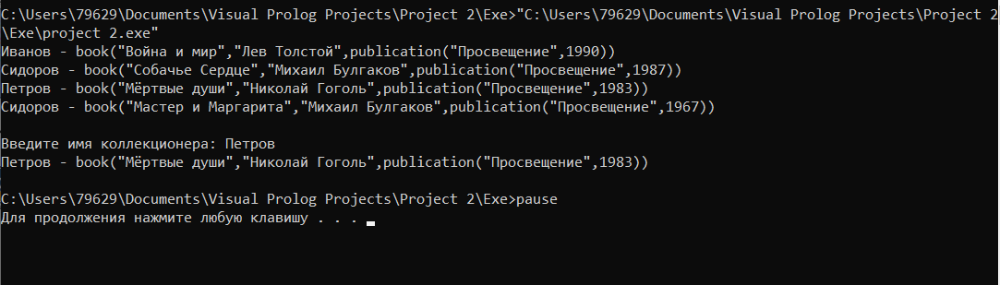 C:\Users\79629\Documents\Visual Prolog Projects\Project 2\Exe>"C:\Users\79629\Documents\Visual Prolog Projects\Project 2
\Exe\project 2.exe"
Иванов - book("Война и мир","Лев Толстой",publication("Просвещение",1990))
Сидоров - book("Собачье Сердце","Михаил Булгаков",publication("Просвещение",1987))
Петров - book("Мёртвые души","Николай Гоголь",publication("Просвещение",1983))
Сидоров - book("Мастер и Маргарита","Михаил Булгаков",publication("Просвещение",1967))
Введите имя коллекционера: Петров
Петров - book("Мёртвые души","Николай Гоголь",publication("Просвещение",1983))
C:\Users\79629\Documents\Visual Prolog Projects\Project 2\Exe>pause
Для продолжения нажмите любую клавишу . . .